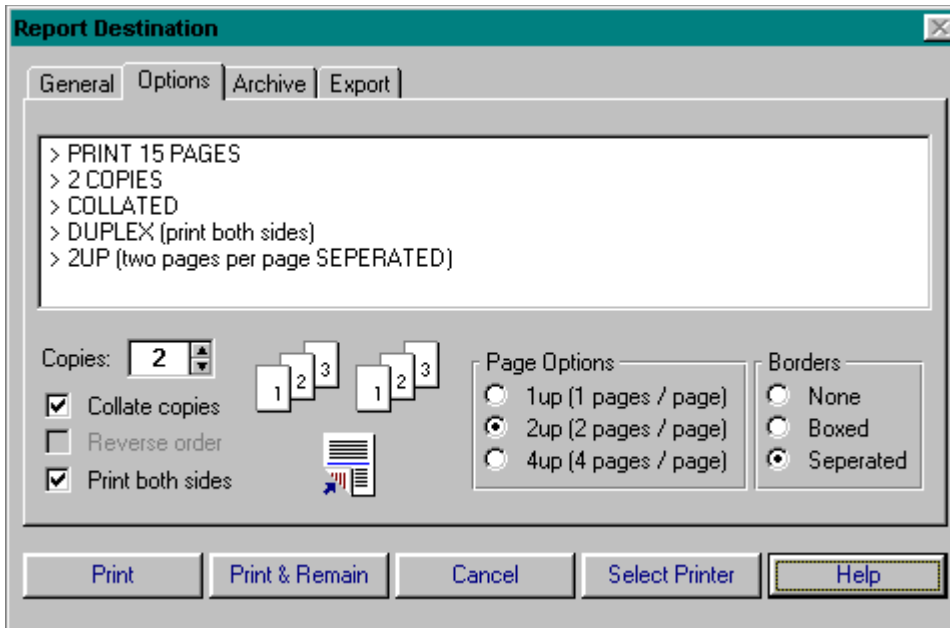 Report Destination
General Options Archive Export
> PRINT 15 PAGES
> 2 COPIES
> COLLATED
> DUPLEX (print both sides)
> 2UP (two pages per page SEPERATED)
Copies: 2
1 2 3 1 2 3
Collate copies
Reverse order
Print both sides
Page Options
1up (1 pages / page)
2up (2 pages / page)
4up (4 pages / page)
Borders
None
Boxed
Seperated
Print Print & Remain Cancel Select Printer Help